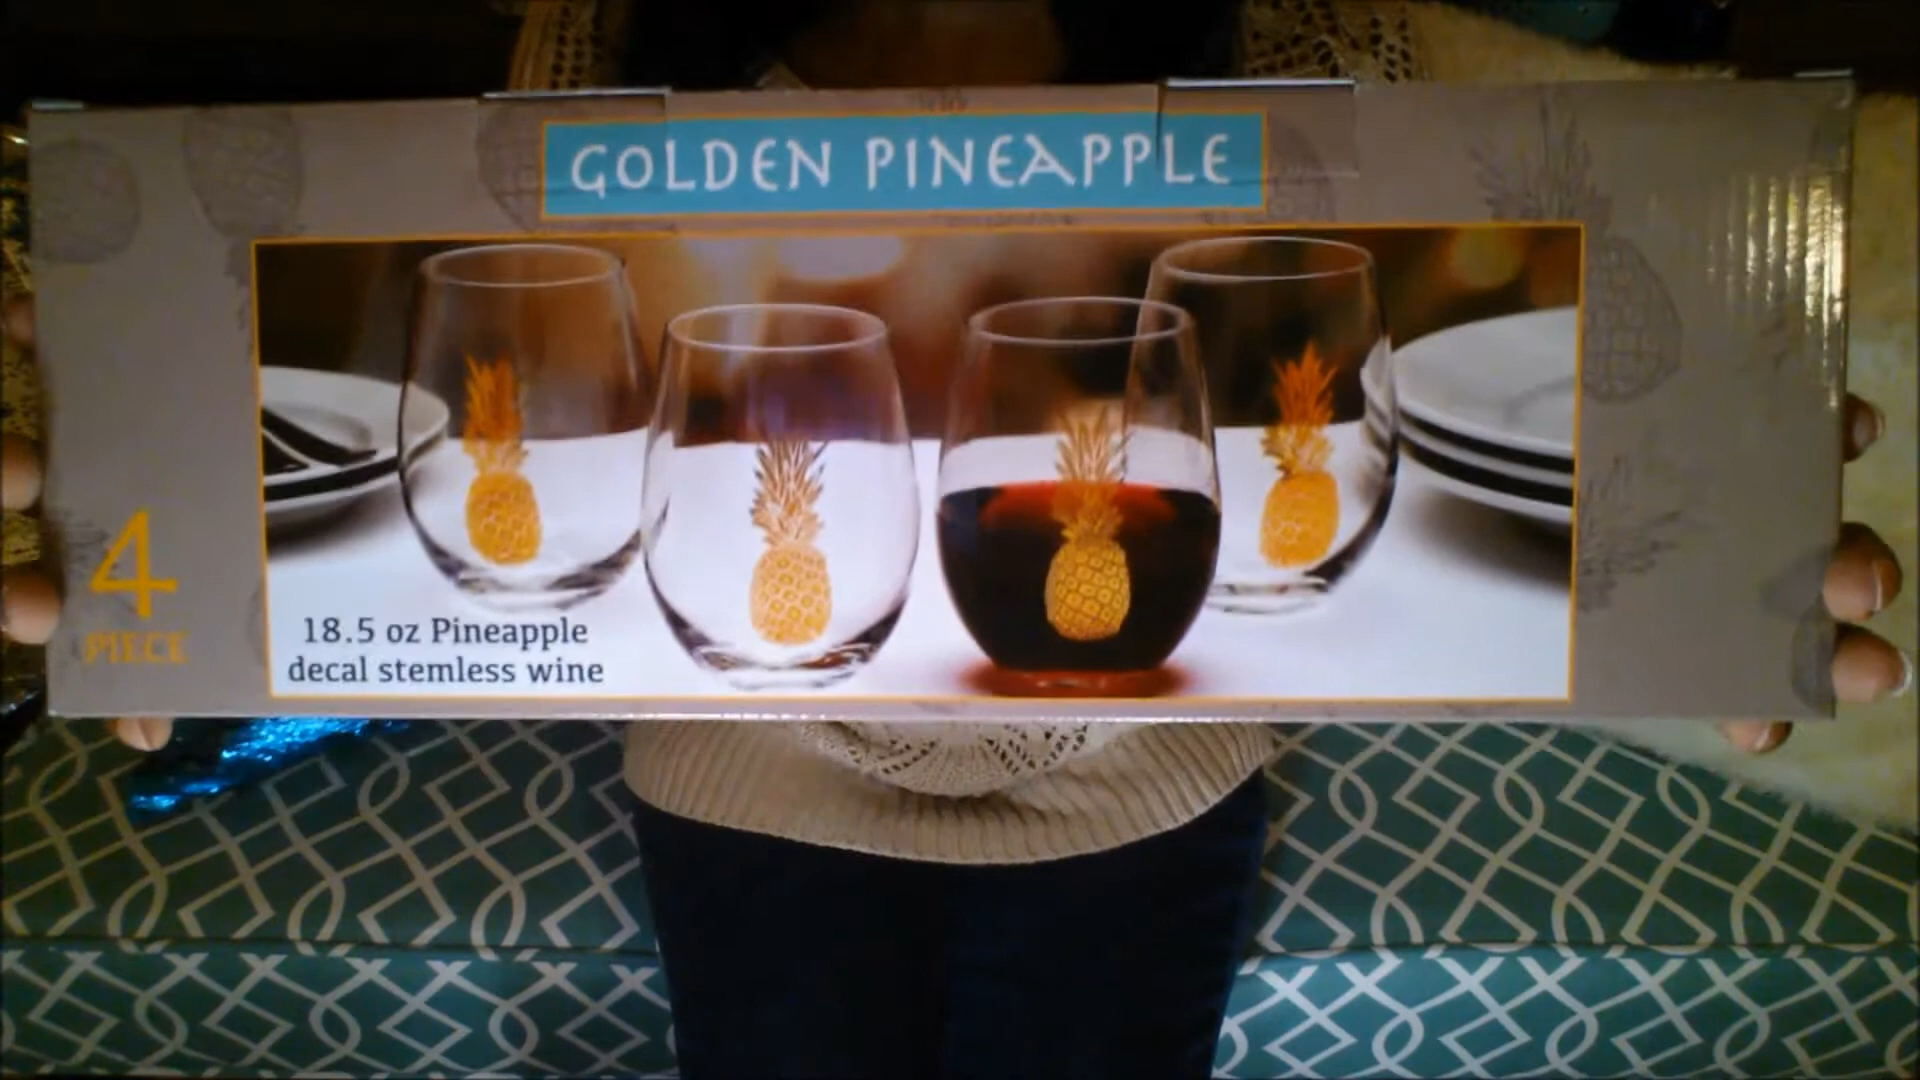 GOLDEN PINEAPPLE
4
PIECE
18.5 oz Pineapple
decal stemless wine